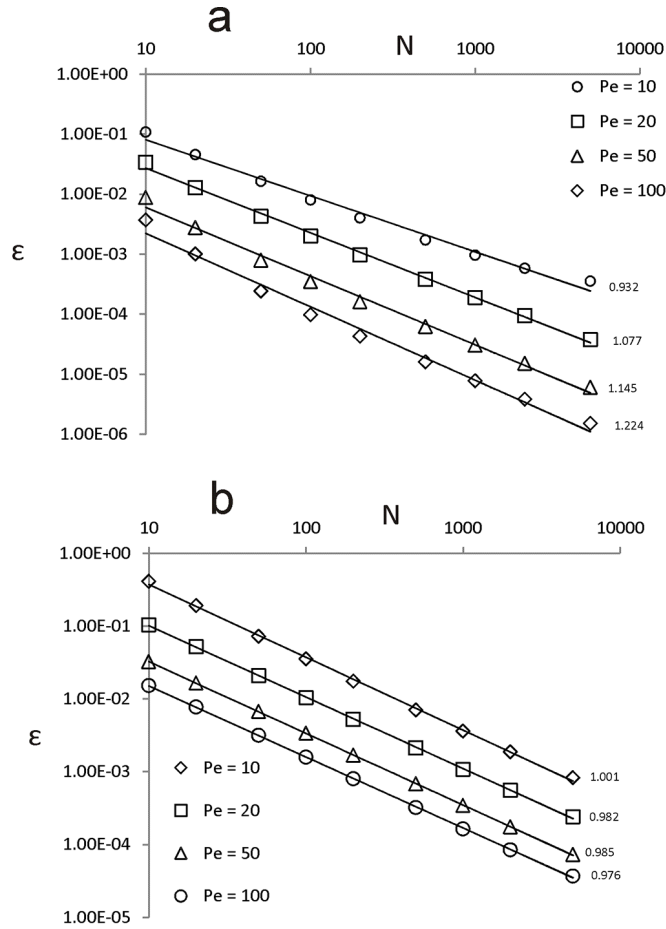 a
N
10 100 1000 10000
1.00E+00
1.00E-01
1.00E-02
1.00E-03
1.00E-04
1.00E-05
1.00E-06
ε
Pe = 10
Pe = 20
Pe = 50
Pe = 100
0.932
1.077
1.145
1.224
b
N
10 100 1000 10000
1.00E+00
1.00E-01
1.00E-02
1.00E-03
1.00E-04
1.00E-05
ε
Pe = 10
Pe = 20
Pe = 50
Pe = 100
1.001
0.982
0.985
0.976